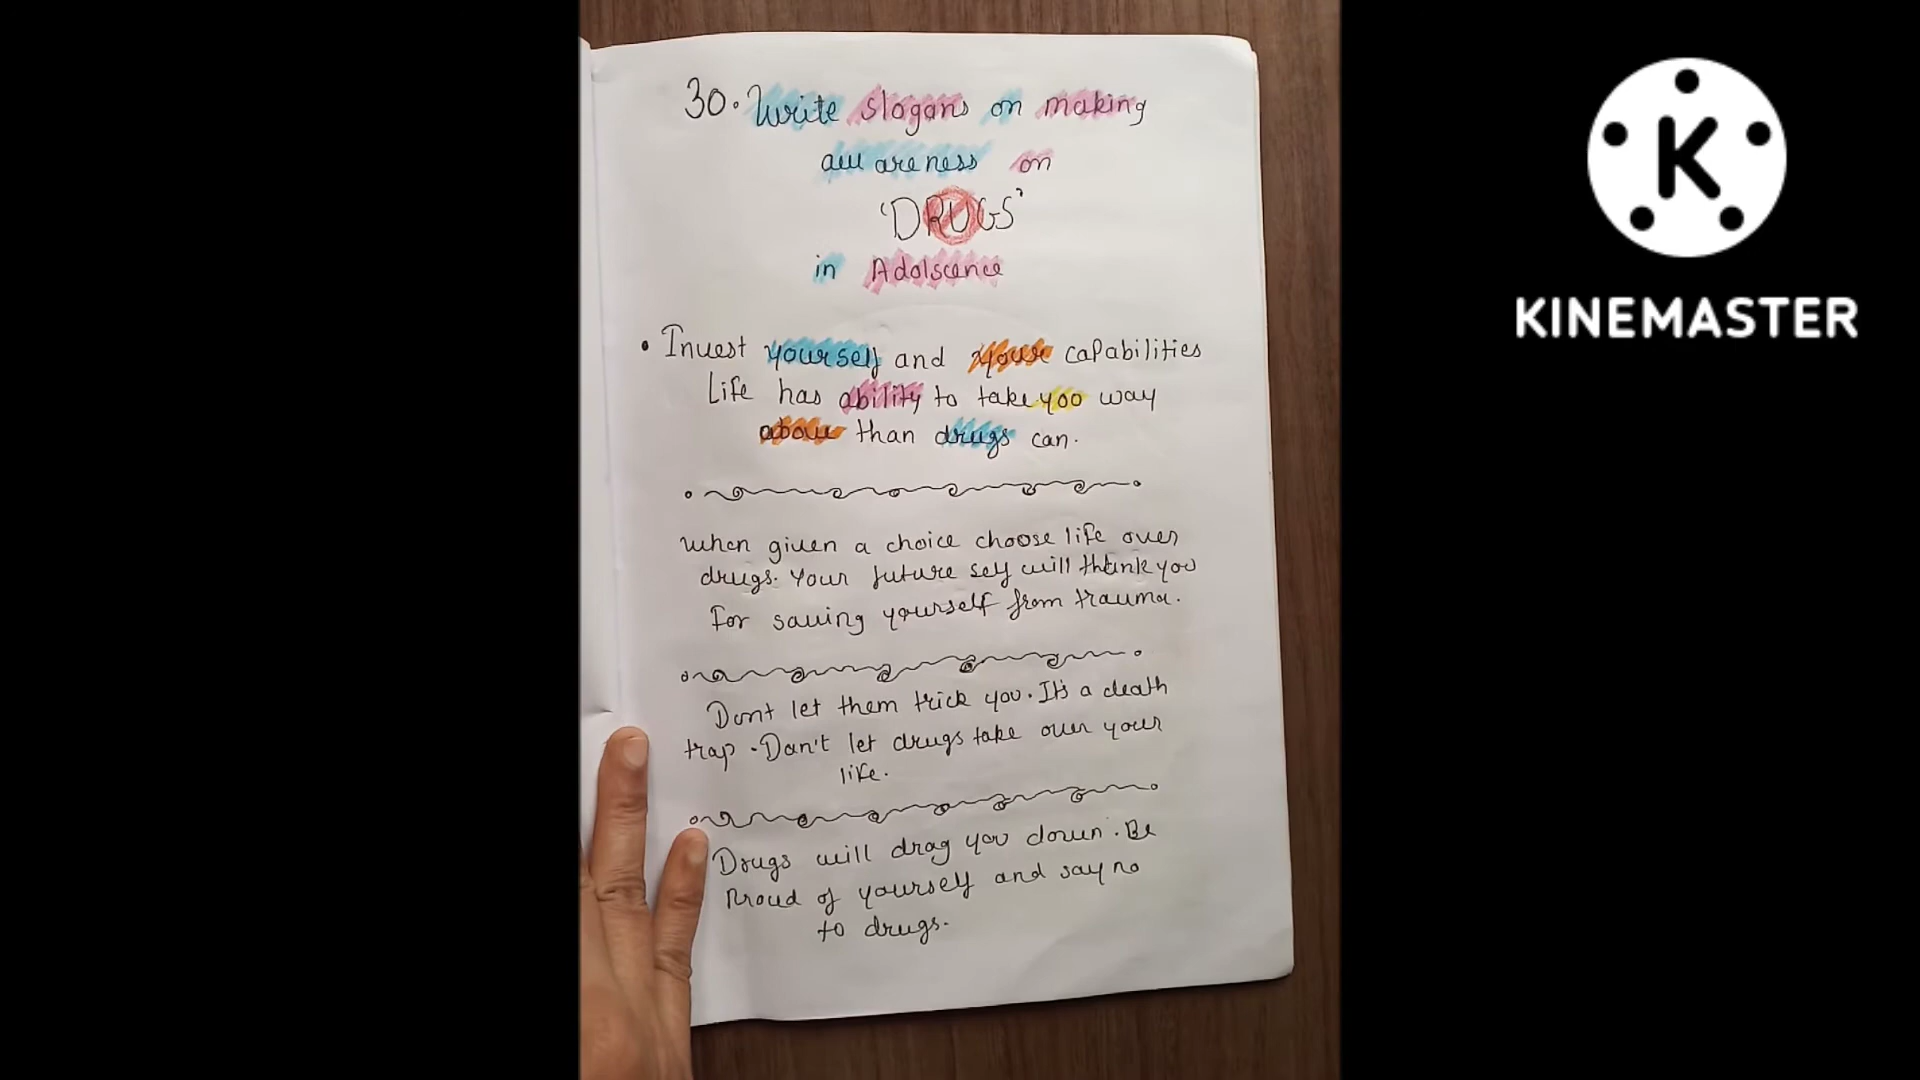 30. Write slogans on making
awareness on
'DRUGS'
in Adolscence
• Invest yourself and your capabilities
Life has ability to take you way
above than drugs can.
When given a choice choose life over
drugs. Your future self will thank you
For saving yourself from trauma.
Dont let them trick you. It's a death
trap. Don't let drugs take over your
life.
Drugs will drag you down. Be
Proud of yourself and say no
to drugs.
K
KINEMASTER